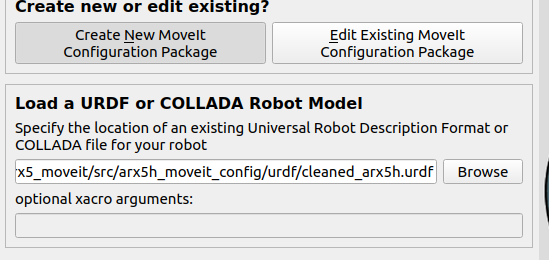 Create new or edit existing?
Create New MoveIt
Configuration Package
Edit Existing MoveIt
Configuration Package
Load a URDF or COLLADA Robot Model
Specify the location of an existing Universal Robot Description Format or
COLLADA file for your robot
x5_moveit/src/arx5h_moveit_config/urdf/cleaned_arx5h.urdf
Browse
optional xacro arguments: